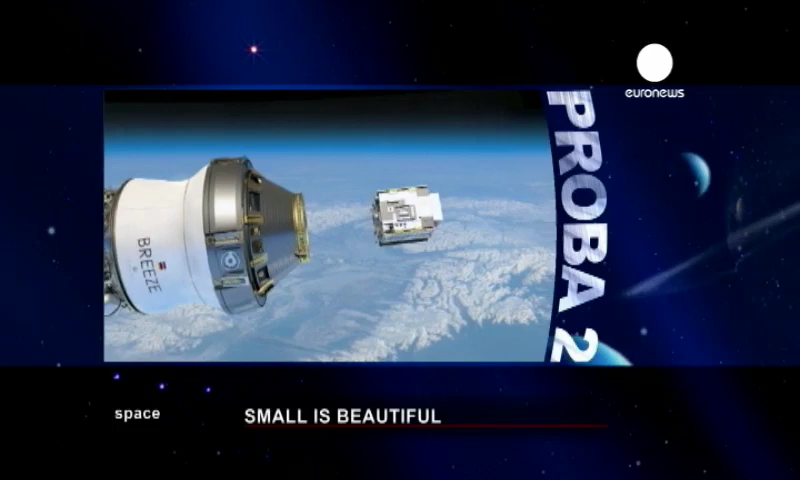 euronews
PROBA 2
BREEZE
space
SMALL IS BEAUTIFUL